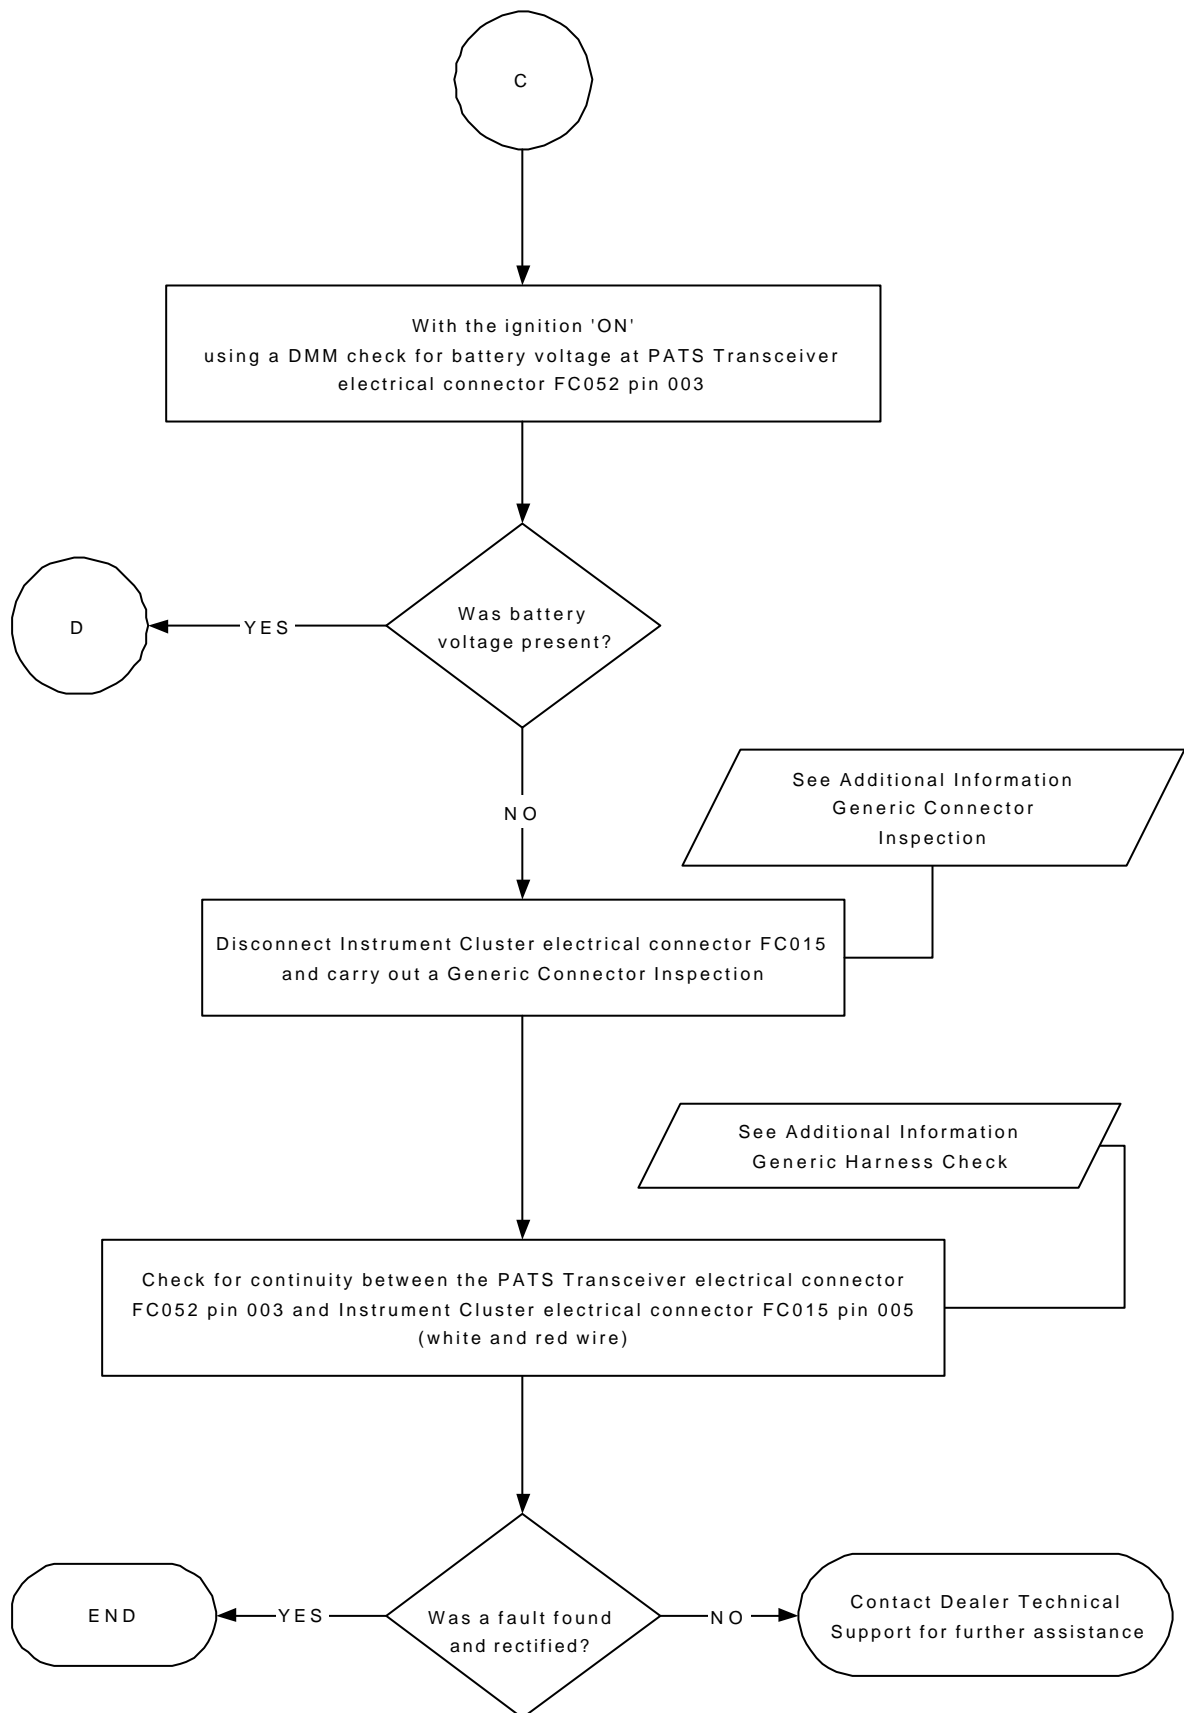 C
With the ignition 'ON'
using a DMM check for battery voltage at PATS Transceiver
electrical connector FC052 pin 003
Was battery
voltage present?
YES
D
NO
See Additional Information
Generic Connector
Inspection
Disconnect Instrument Cluster electrical connector FC015
and carry out a Generic Connector Inspection
See Additional Information
Generic Harness Check
Check for continuity between the PATS Transceiver electrical connector
FC052 pin 003 and Instrument Cluster electrical connector FC015 pin 005
(white and red wire)
Was a fault found
and rectified?
YES
END
NO
Contact Dealer Technical
Support for further assistance